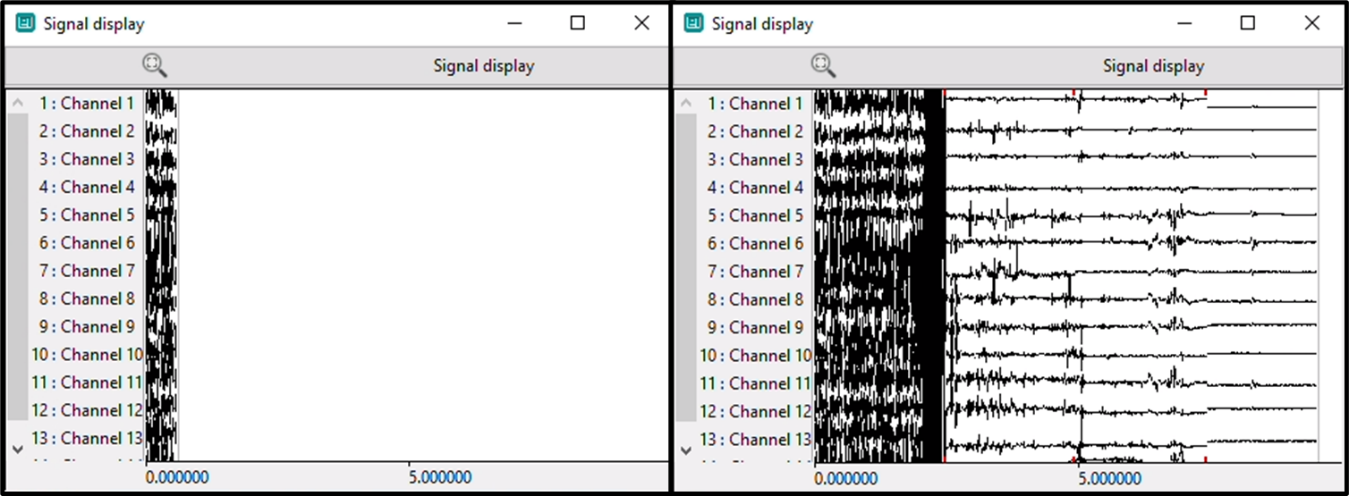 Signal display
Signal display
1 : Channel 1
2 : Channel 2
3 : Channel 3
4 : Channel 4
5 : Channel 5
6 : Channel 6
7 : Channel 7
8 : Channel 8
9 : Channel 9
10 : Channel 10
11 : Channel 11
12 : Channel 12
13 : Channel 13
0.000000 5.000000
Signal display
Signal display
1 : Channel 1
2 : Channel 2
3 : Channel 3
4 : Channel 4
5 : Channel 5
6 : Channel 6
7 : Channel 7
8 : Channel 8
9 : Channel 9
10 : Channel 10
11 : Channel 11
12 : Channel 12
13 : Channel 13
0.000000 5.000000